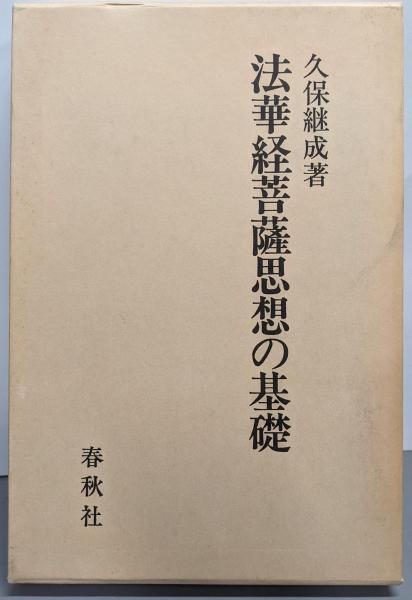 久保継成著
法華経菩薩思想の基礎
春秋社